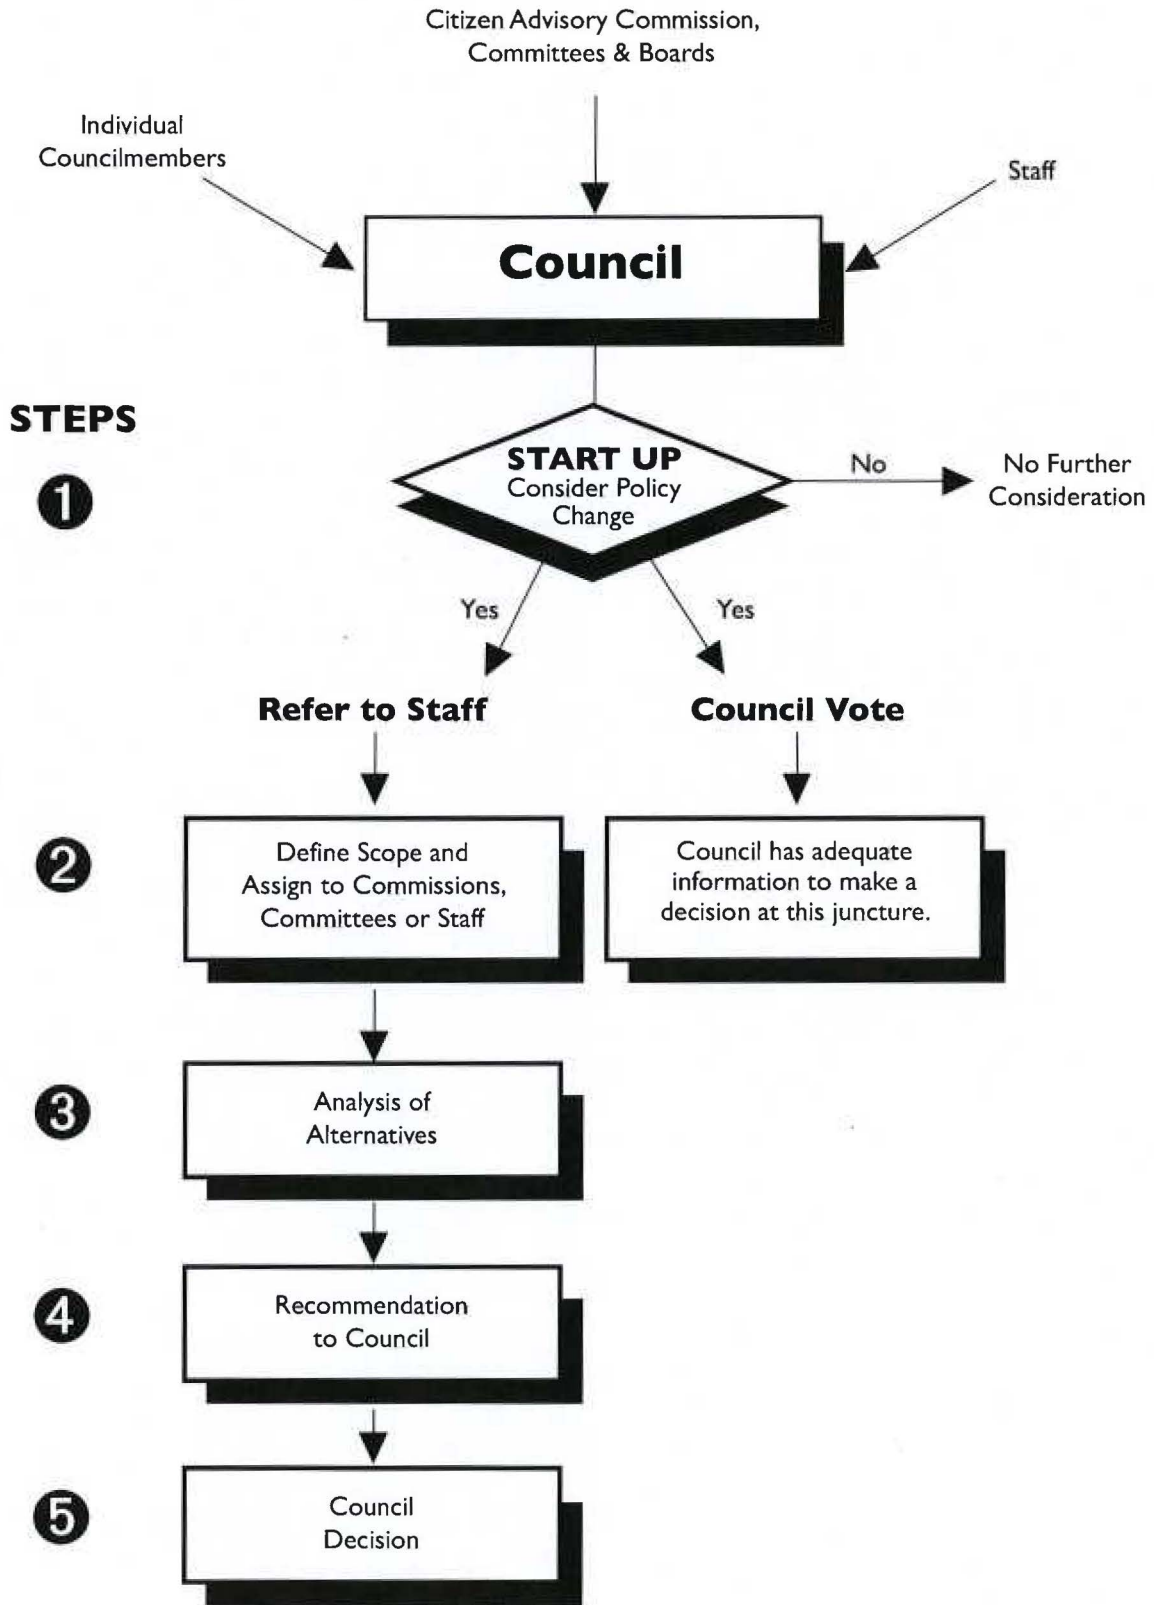 Citizen Advisory Commission,
Committees & Boards
Individual
Councilmembers
Staff
Council
STEPS
1
START UP
Consider Policy
Change
No
No Further
Consideration
Yes
Yes
Refer to Staff
Council Vote
2
Define Scope and
Assign to Commissions,
Committees or Staff
Council has adequate
information to make a
decision at this juncture.
3
Analysis of
Alternatives
4
Recommendation
to Council
5
Council
Decision